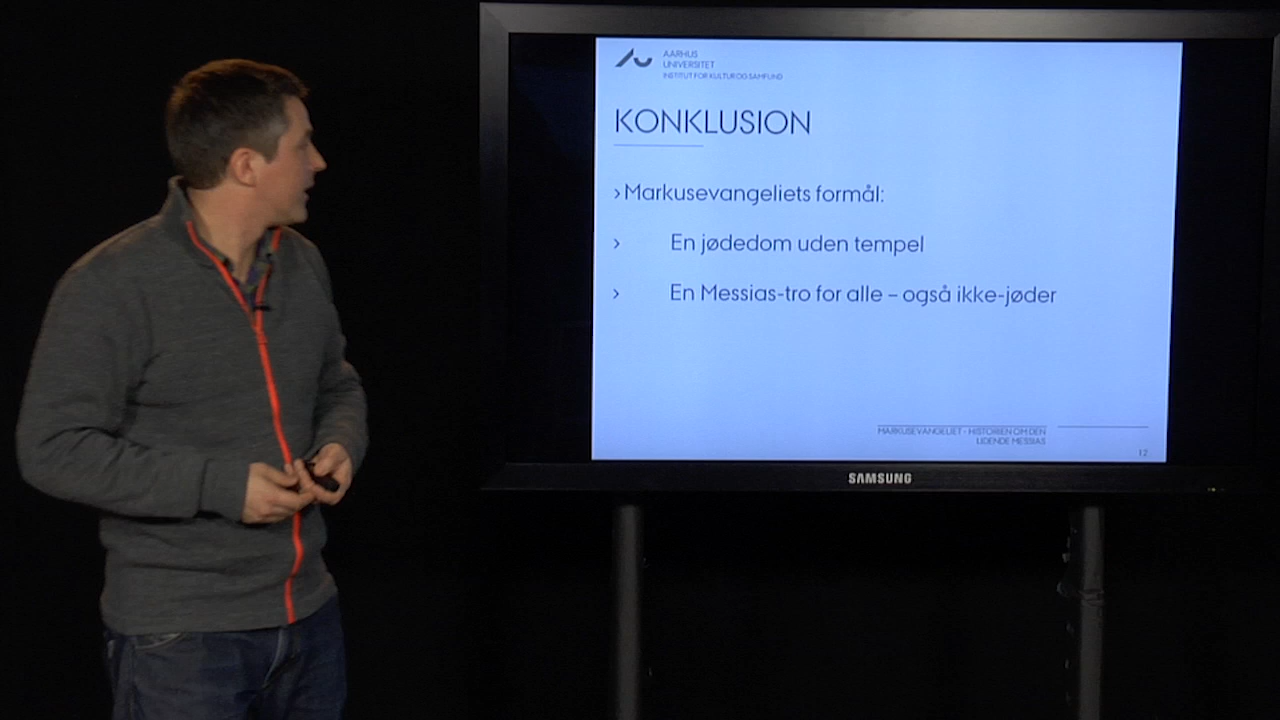 AARHUS
UNIVERSITET
INSTITUT FOR KULTUR OG SAMFUND
KONKLUSION
›Markusevangeliets formål:
› En jødedom uden tempel
› En Messias-tro for alle – også ikke-jøder
MARKUSEVANGELIET - HISTORIEN OM DEN
LIDENDE MESSIAS
12
SAMSUNG